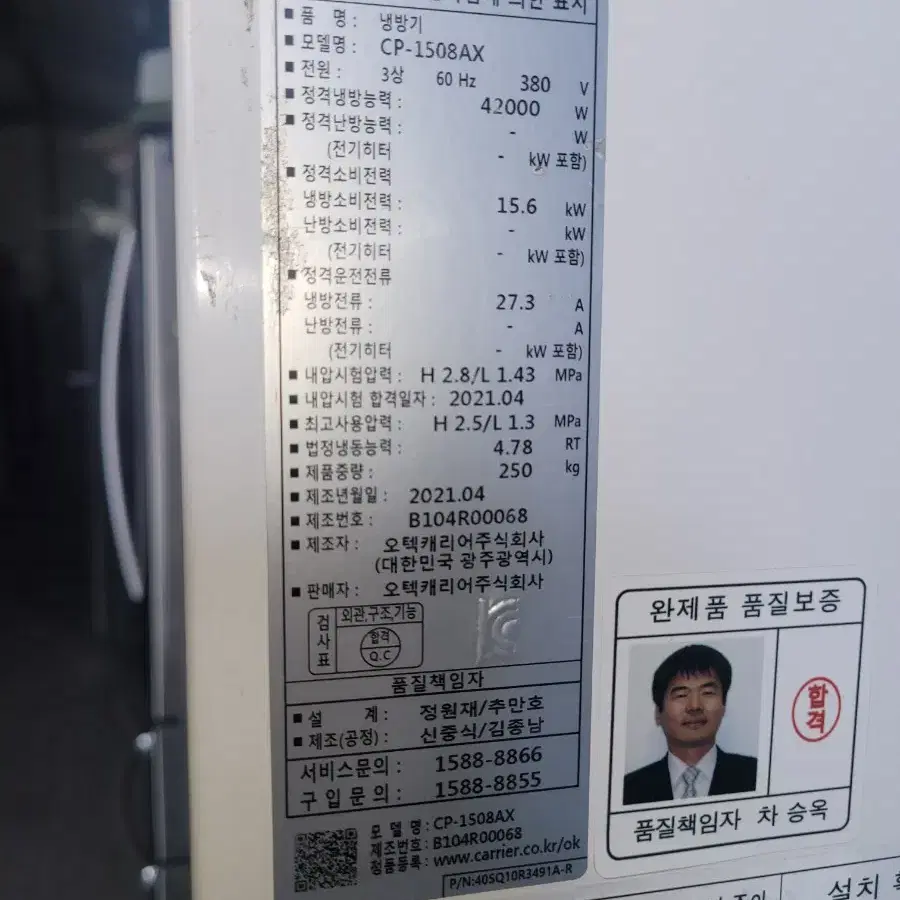 의한 표시
■ 품 명 : 냉방기
■ 모델명 : CP-1508AX
■ 전원 : 3상 60 Hz 380 V
■ 정격냉방능력 : 42000 W
■ 정격난방능력 : - W
(전기히터 - kW 포함)
■ 정격소비전력
냉방소비전력 : 15.6 kW
난방소비전력 : - kW
(전기히터 - kW 포함)
■ 정격운전전류
냉방전류 : 27.3 A
난방전류 : - A
(전기히터 - kW 포함)
■ 내압시험압력 : H 2.8/L 1.43 MPa
■ 내압시험 합격일자 : 2021.04
■ 최고사용압력 : H 2.5/L 1.3 MPa
■ 법정냉동능력 : 4.78 RT
■ 제품중량 : 250 kg
■ 제조년월일 : 2021.04
■ 제조번호 : B104R00068
■ 제조자 : 오텍캐리어주식회사
(대한민국 광주광역시)
■ 판매자 : 오텍캐리어주식회사
검사표
외관,구조,기능
합격
Q.C
품질책임자
■ 설 계 : 정원재/추만호
■ 제조(공정) : 신중식/김종남
서비스문의 : 1588-8866
구입문의 : 1588-8855
모델명 : CP-1508AX
제조번호 : B104R00068
www.carrier.co.kr/ok
P/N:40SQ10R3491A-R
완제품 품질보증
합격
품질책임자 차 승옥
설치